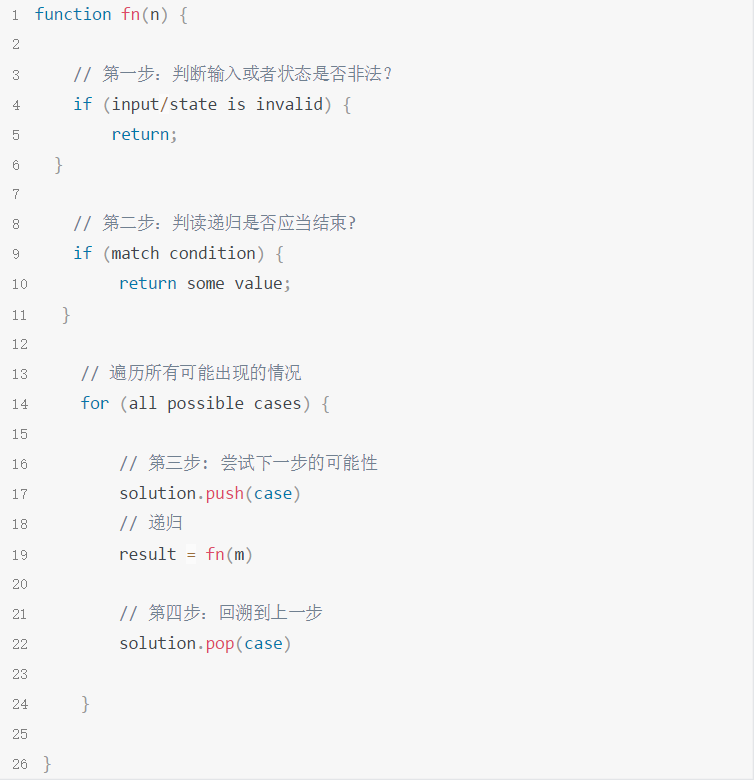 1 function fn(n) {
2
3 // 第一步：判断输入或者状态是否非法？
4 if (input/state is invalid) {
5 return;
6 }
7
8 // 第二步：判读递归是否应当结束?
9 if (match condition) {
10 return some value;
11 }
12
13 // 遍历所有可能出现的情况
14 for (all possible cases) {
15
16 // 第三步: 尝试下一步的可能性
17 solution.push(case)
18 // 递归
19 result = fn(m)
20
21 // 第四步：回溯到上一步
22 solution.pop(case)
23
24 }
25
26 }